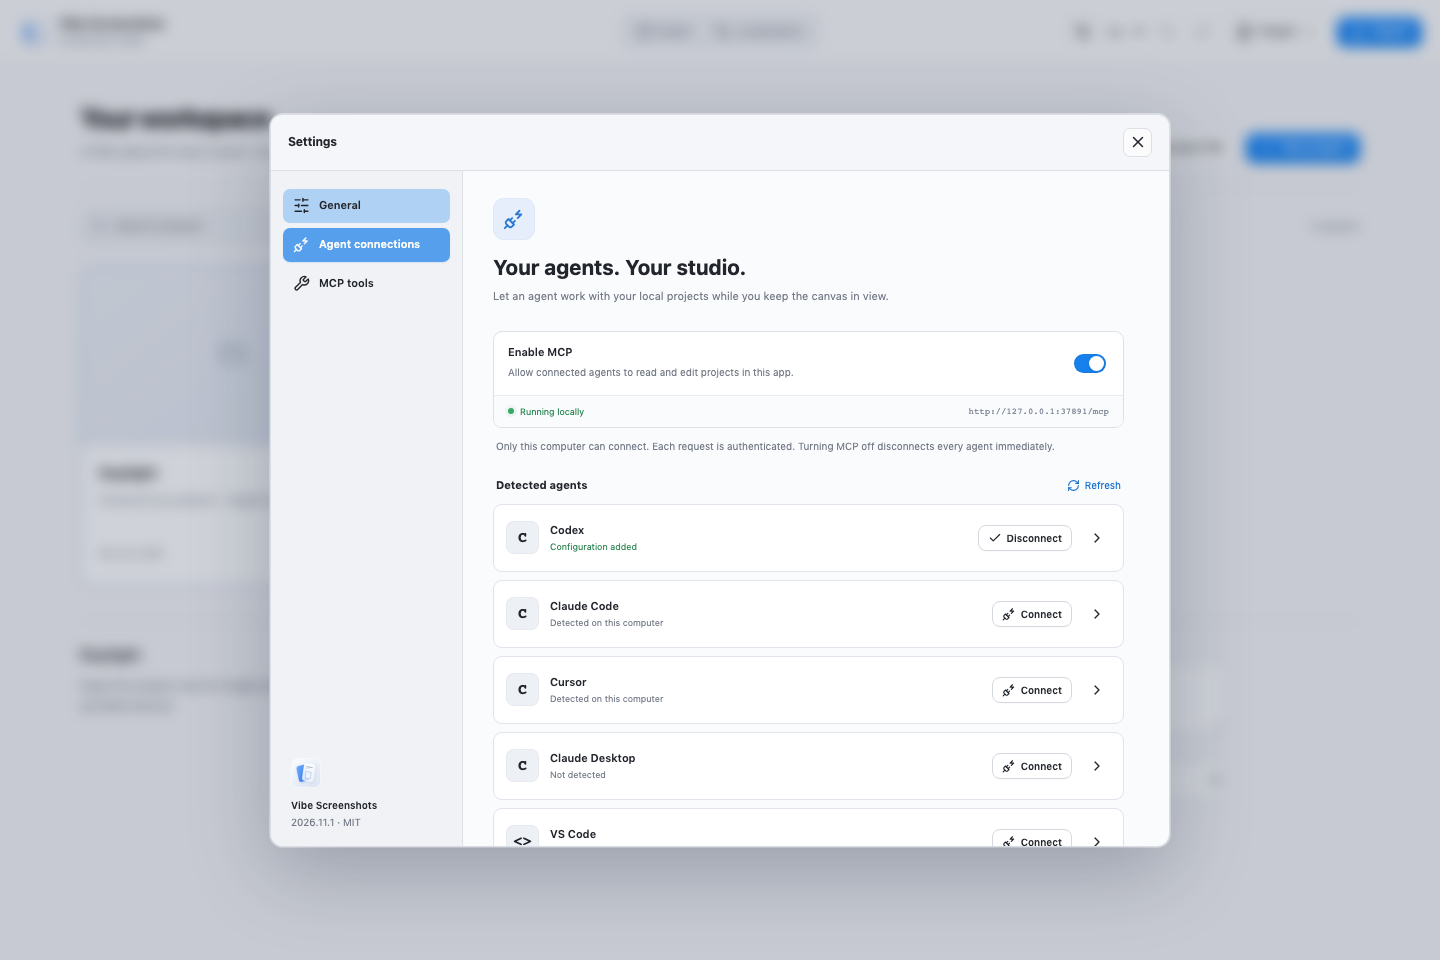 Your workspace
Settings
General
Agent connections
MCP tools
Your agents. Your studio.
Let an agent work with your local projects while you keep the canvas in view.
Enable MCP
Allow connected agents to read and edit projects in this app.
Running locally
http://127.0.0.1:37891/mcp
Only this computer can connect. Each request is authenticated. Turning MCP off disconnects every agent immediately.
Detected agents
Refresh
C
Codex
Configuration added
Disconnect
C
Claude Code
Detected on this computer
Connect
C
Cursor
Detected on this computer
Connect
C
Claude Desktop
Not detected
Connect
<>
VS Code
Connect
Vibe Screenshots
2026.11.1 · MIT